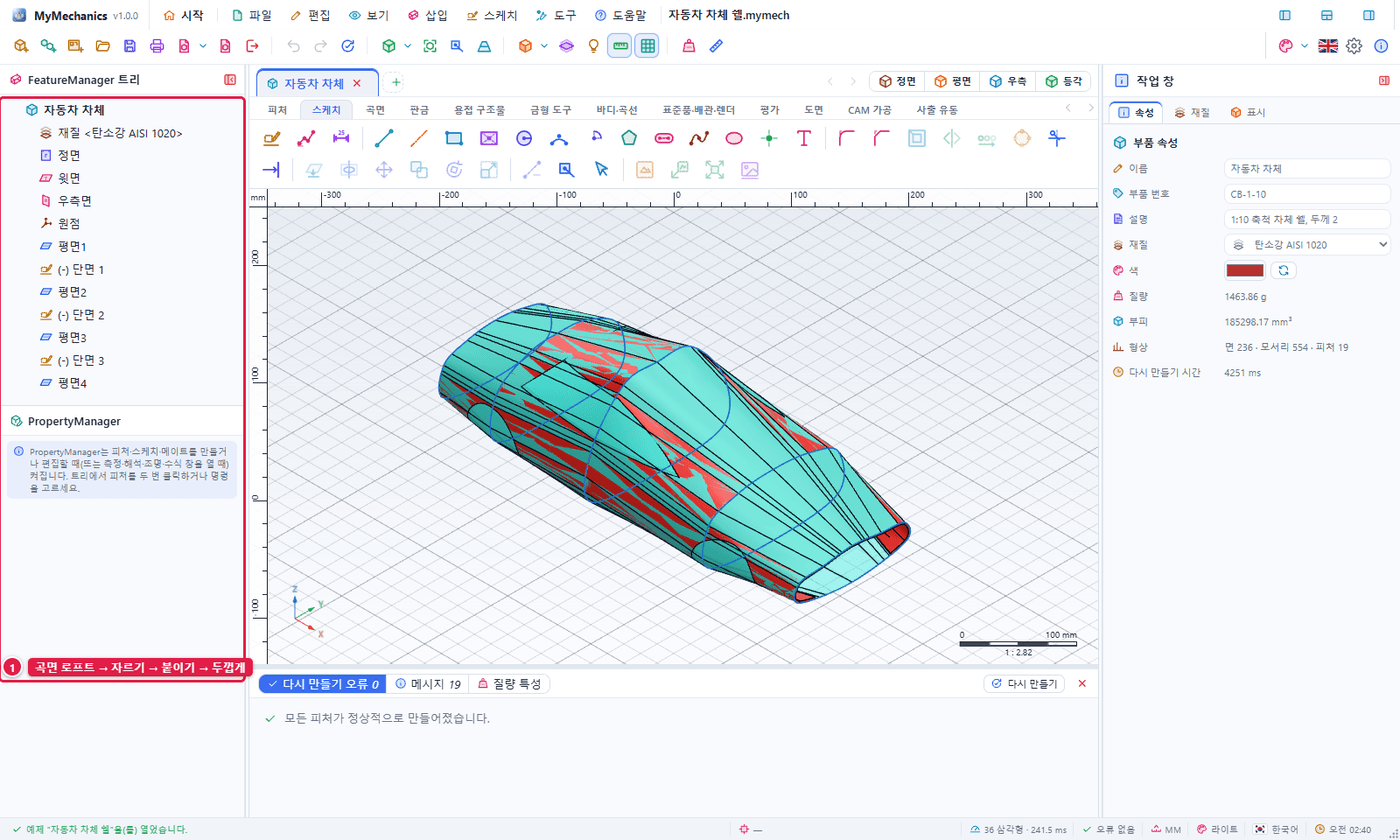 MyMechanics v1.0.0 시작 파일 편집 보기 삽입 스케치 도구 도움말 자동차 자체 쉘.mymech
FeatureManager 트리
자동차 자체
재질 <탄소강 AISI 1020>
정면
윗면
우측면
원점
평면1
(-) 단면 1
평면2
(-) 단면 2
평면3
(-) 단면 3
평면4
1 곡면 로프트 → 자르기 → 붙이기 → 두껍게
PropertyManager
PropertyManager는 피처·스케치·메이트를 만들거
나 편집할 때(또는 측정·해석·조명·수식 창을 열 때)
켜집니다. 트리에서 피처를 두 번 클릭하거나 명령
을 고르세요.
자동차 자체
정면 평면 우측 등각
피처 스케치 곡면 판금 용접 구조물 금형 도구 바디·곡선 표준품·배관·렌더 평가 도면 CAM 가공 사출 유동
25
mm -300 -200 -100 0 100 200 300
200
100
0
-100
Z
Y
X
0 100 mm
1 : 2.82
다시 만들기 오류 0 메시지 19 질량 특성 다시 만들기
모든 피처가 정상적으로 만들어졌습니다.
작업 창
속성 재질 표시
부품 속성
이름 자동차 자체
부품 번호 CB-1-10
설명 1:10 축척 자체 쉘, 두께 2
재질 탄소강 AISI 1020
색
질량 1463.86 g
부피 185298.17 mm³
형상 면 236 · 모서리 554 · 피처 19
다시 만들기 시간 4251 ms
예제 "자동차 자체 쉘"을(를) 열었습니다. — 36 삼각형 · 241.5 ms 오류 없음 MM 라이트 한국어 오전 02:40